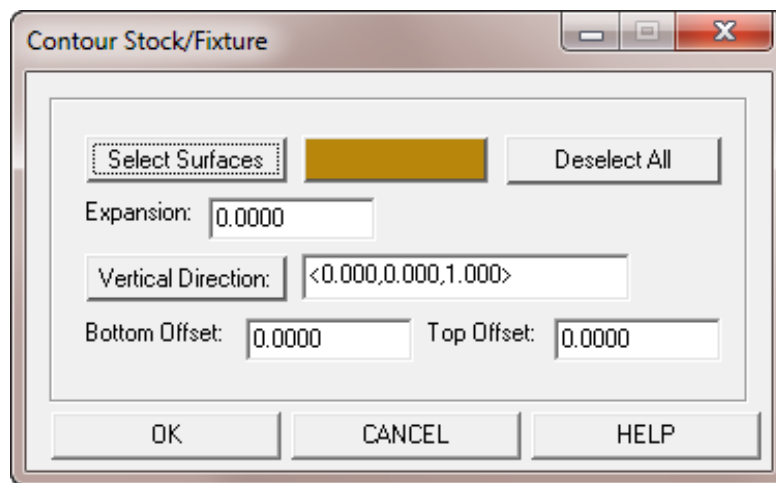 Contour Stock/Fixture
Select Surfaces Deselect All
Expansion: 0.0000
Vertical Direction: <0.000,0.000,1.000>
Bottom Offset: 0.0000 Top Offset: 0.0000
OK CANCEL HELP